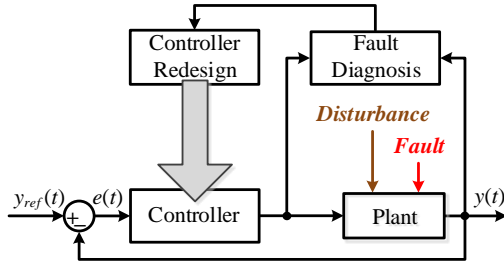 Controller
Redesign
Fault
Diagnosis
Disturbance
Fault
y_ref(t)
+
−
e(t)
Controller
Plant
y(t)